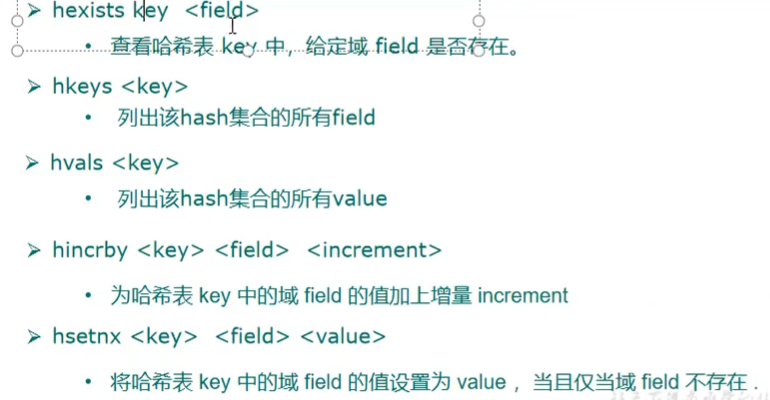 ➢ hexists key <field>
• 查看哈希表 key 中，给定域 field 是否存在。
➢ hkeys <key>
• 列出该hash集合的所有field
➢ hvals <key>
• 列出该hash集合的所有value
➢ hincrby <key> <field> <increment>
• 为哈希表 key 中的域 field 的值加上增量 increment
➢ hsetnx <key> <field> <value>
• 将哈希表 key 中的域 field 的值设置为 value ，当且仅当域 field 不存在 .